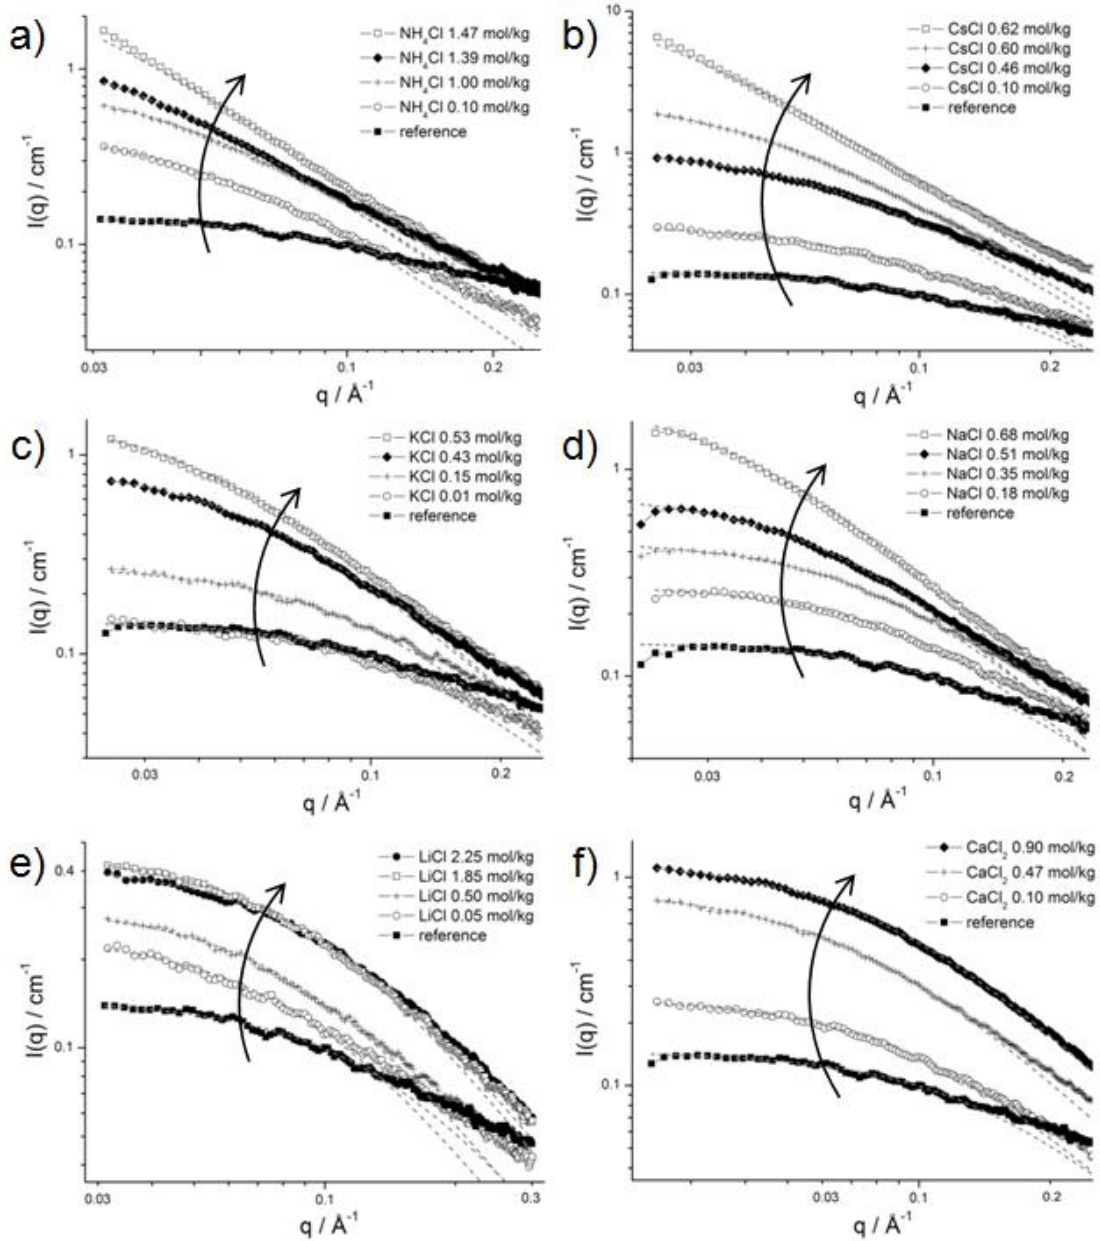 a)
NH4Cl 1.47 mol/kg
NH4Cl 1.39 mol/kg
NH4Cl 1.00 mol/kg
NH4Cl 0.10 mol/kg
reference
1
0.1
I(q) / cm-1
0.03
0.1
0.2
q / Å-1
b)
CsCl 0.62 mol/kg
CsCl 0.60 mol/kg
CsCl 0.46 mol/kg
CsCl 0.10 mol/kg
reference
10
1
0.1
I(q) / cm-1
0.03
0.1
0.2
q / Å-1
c)
KCl 0.53 mol/kg
KCl 0.43 mol/kg
KCl 0.15 mol/kg
KCl 0.01 mol/kg
reference
1
0.1
I(q) / cm-1
0.03
0.1
0.2
q / Å-1
d)
NaCl 0.68 mol/kg
NaCl 0.51 mol/kg
NaCl 0.35 mol/kg
NaCl 0.18 mol/kg
reference
1
0.1
I(q) / cm-1
0.03
0.1
0.2
q / Å-1
e)
LiCl 2.25 mol/kg
LiCl 1.85 mol/kg
LiCl 0.50 mol/kg
LiCl 0.05 mol/kg
reference
0.4
0.1
I(q) / cm-1
0.03
0.1
0.3
q / Å-1
f)
CaCl2 0.90 mol/kg
CaCl2 0.47 mol/kg
CaCl2 0.10 mol/kg
reference
1
0.1
I(q) / cm-1
0.03
0.1
0.2
q / Å-1